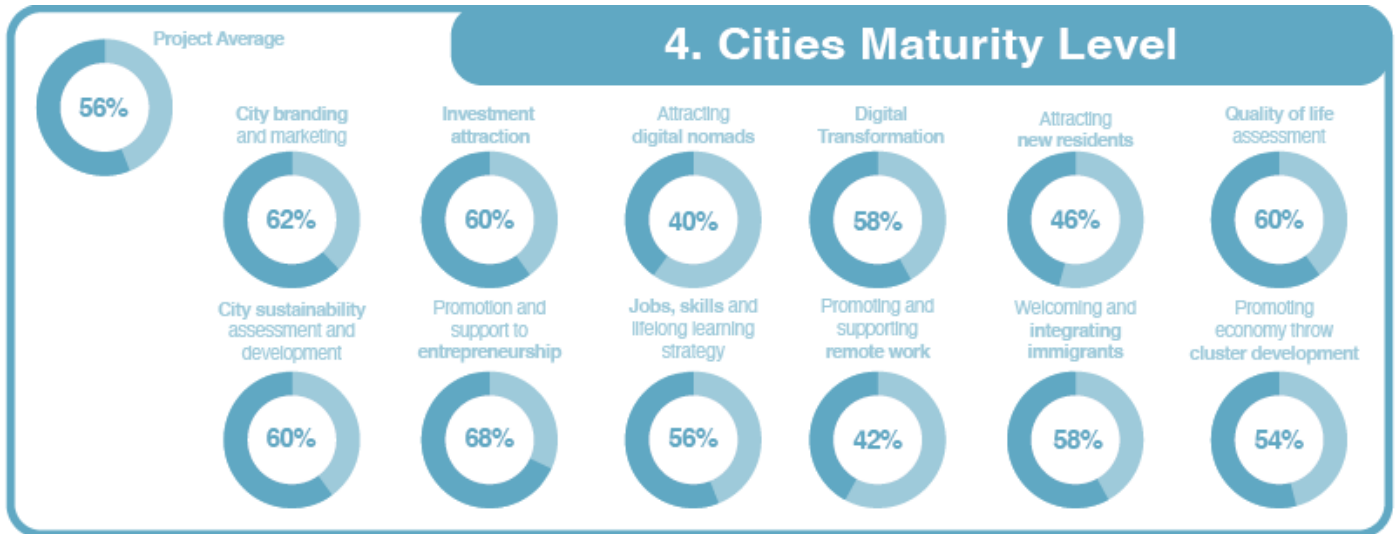 4. Cities Maturity Level
Project Average
56%
City branding
and marketing
62%
Investment
attraction
60%
Attracting
digital nomads
40%
Digital
Transformation
58%
Attracting
new residents
46%
Quality of life
assessment
60%
City sustainability
assessment and
development
60%
Promotion and
support to
entrepreneurship
68%
Jobs, skills and
lifelong learning
strategy
56%
Promoting and
supporting
remote work
42%
Welcoming and
integrating
immigrants
58%
Promoting
economy throw
cluster development
54%